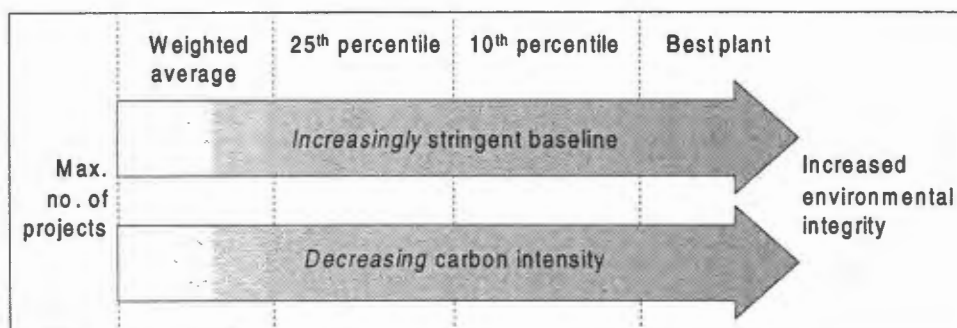 Weighted average
25th percentile
10th percentile
Best plant
Increasingly stringent baseline
Max. no. of projects
Increased environmental integrity
Decreasing carbon intensity